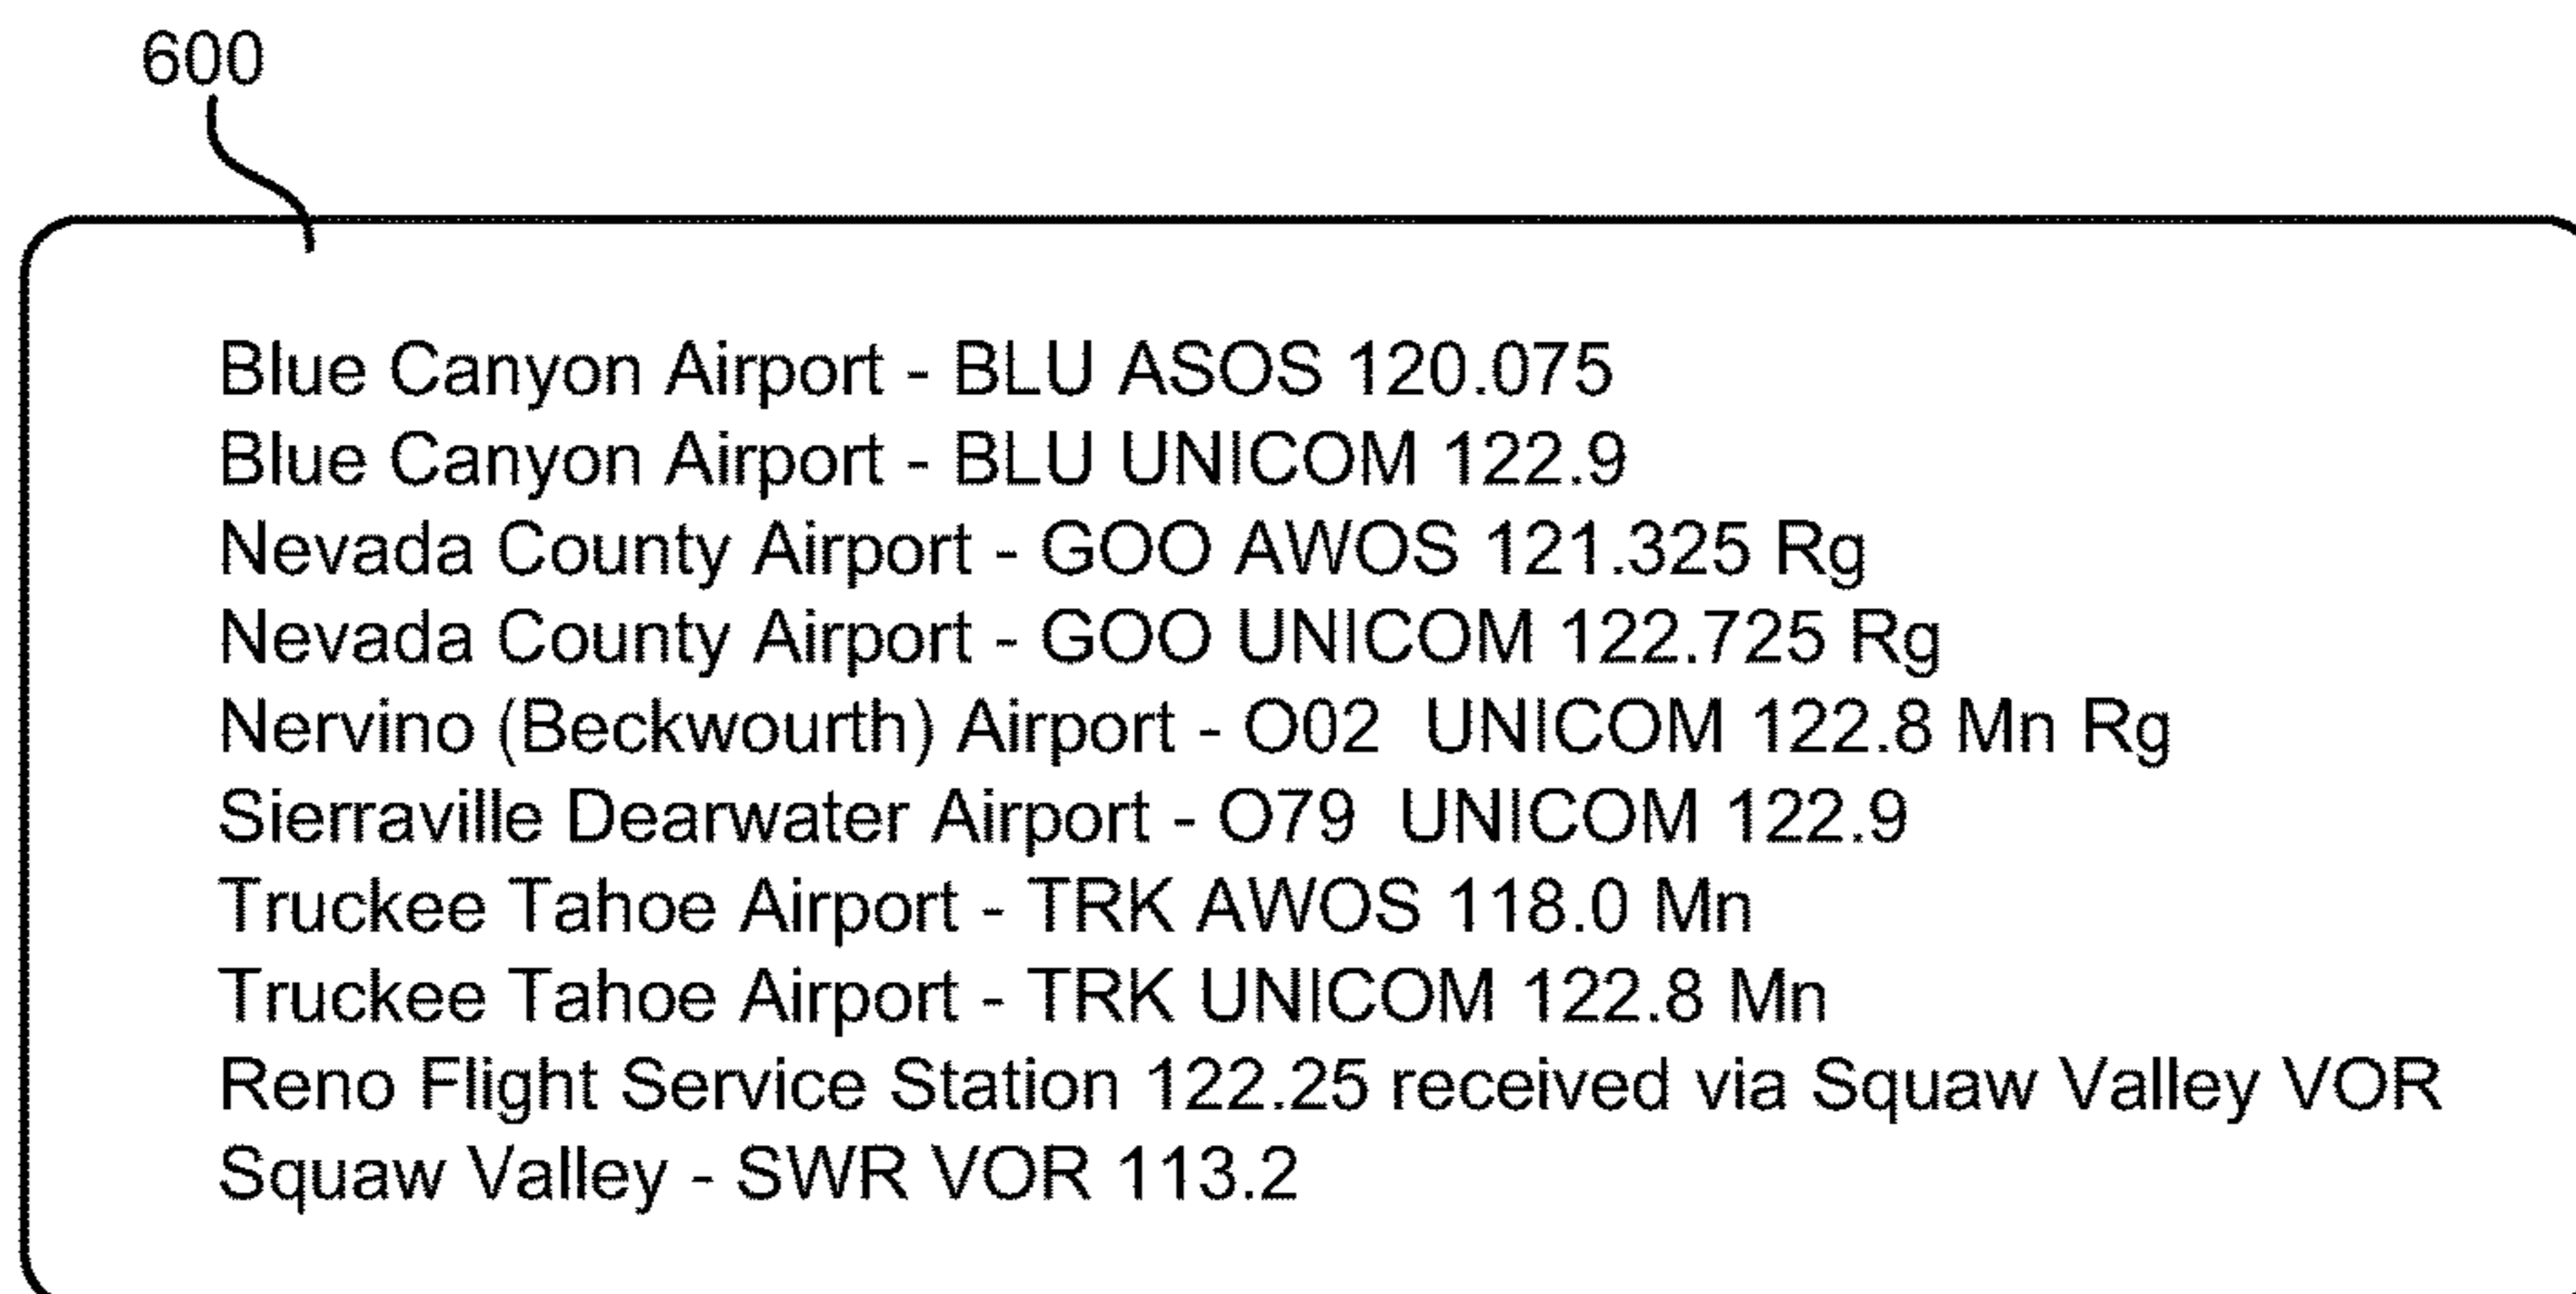 600
Blue Canyon Airport - BLU ASOS 120.075
Blue Canyon Airport - BLU UNICOM 122.9
Nevada County Airport - GOO AWOS 121.325 Rg
Nevada County Airport - GOO UNICOM 122.725 Rg
Nervino (Beckwourth) Airport - O02  UNICOM 122.8 Mn Rg
Sierraville Dearwater Airport - O79  UNICOM 122.9
Truckee Tahoe Airport - TRK AWOS 118.0 Mn
Truckee Tahoe Airport - TRK UNICOM 122.8 Mn
Reno Flight Service Station 122.25 received via Squaw Valley VOR
Squaw Valley - SWR VOR 113.2